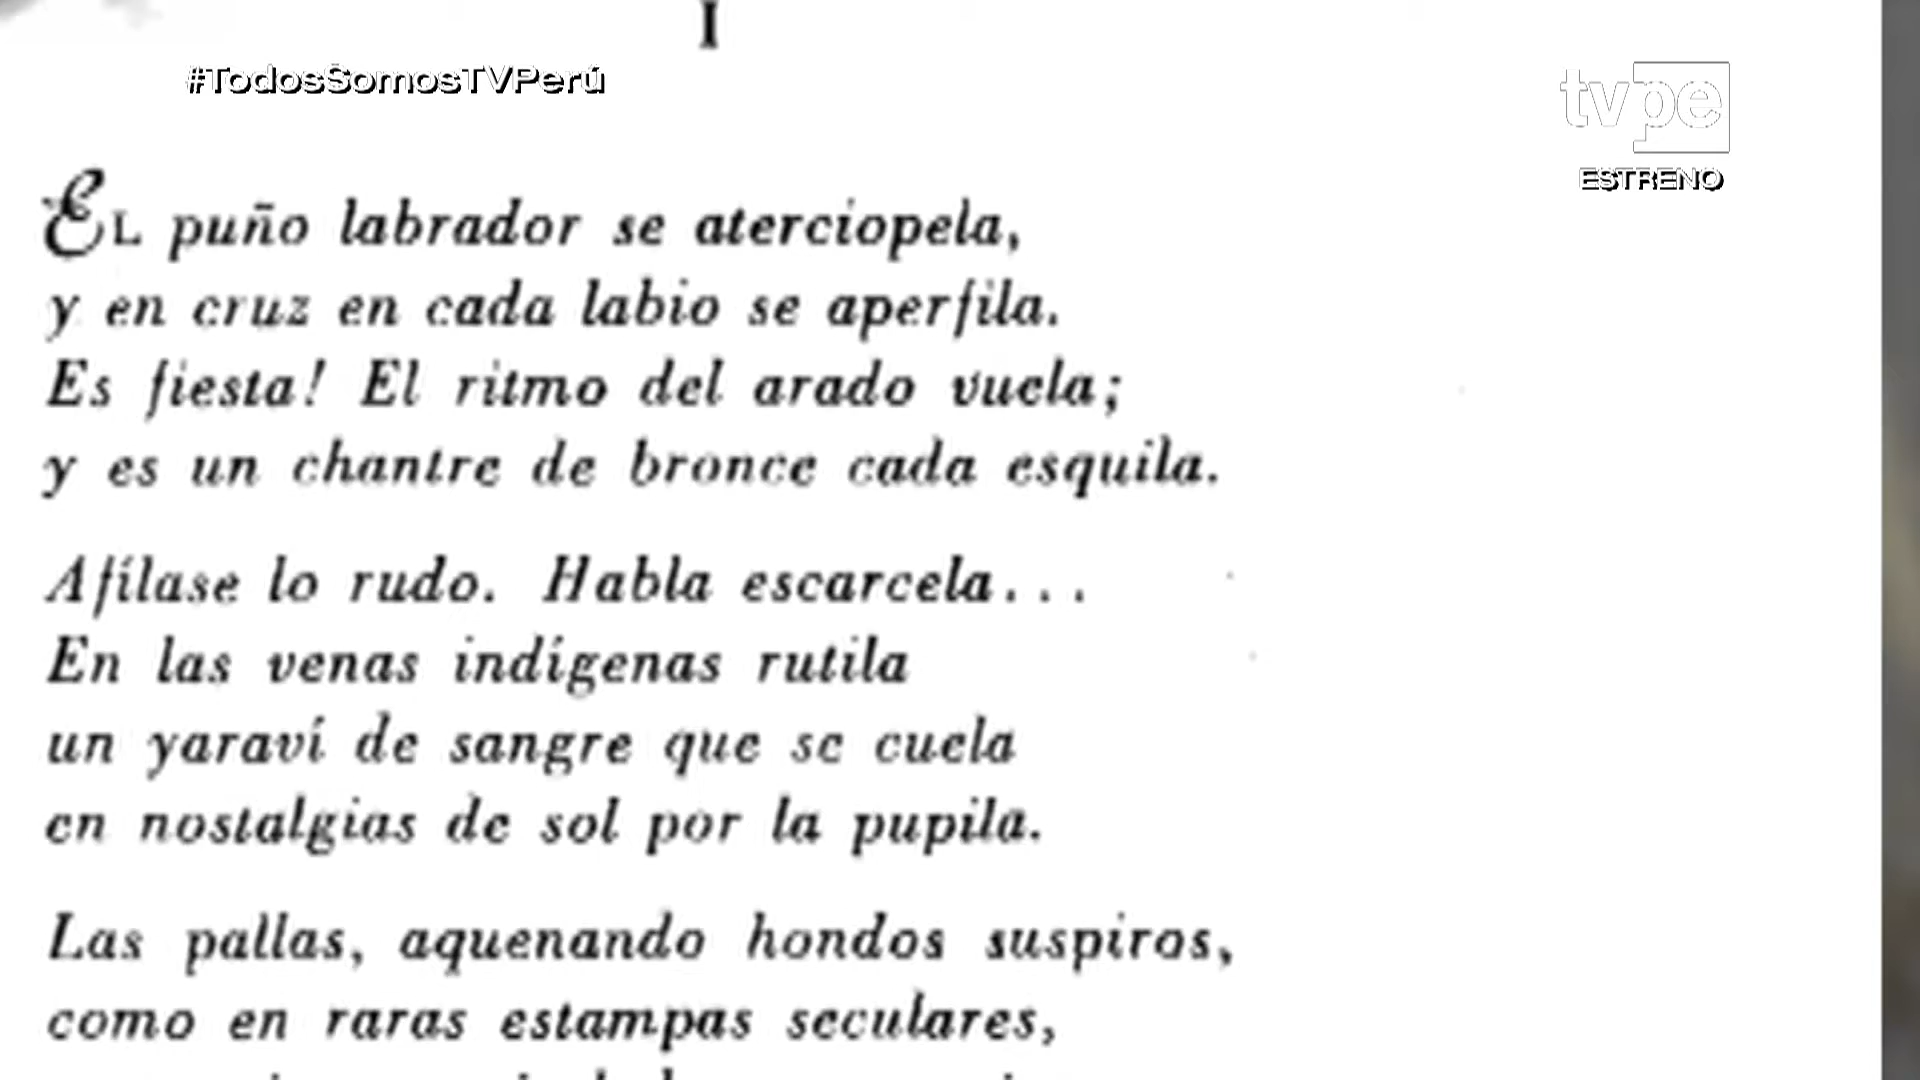 I
#TodosSomosTVPerú
tvpe
ESTRENO
El puño labrador se aterciopela,
y en cruz en cada labio se aperfila.
Es fiesta! El ritmo del arado vuela;
y es un chantre de bronce cada esquila.
Afílase lo rudo. Habla escarcela...
En las venas indígenas rutila
un yaraví de sangre que se cuela
en nostalgias de sol por la pupila.
Las pallas, aquenando hondos suspiros,
como en raras estampas seculares,